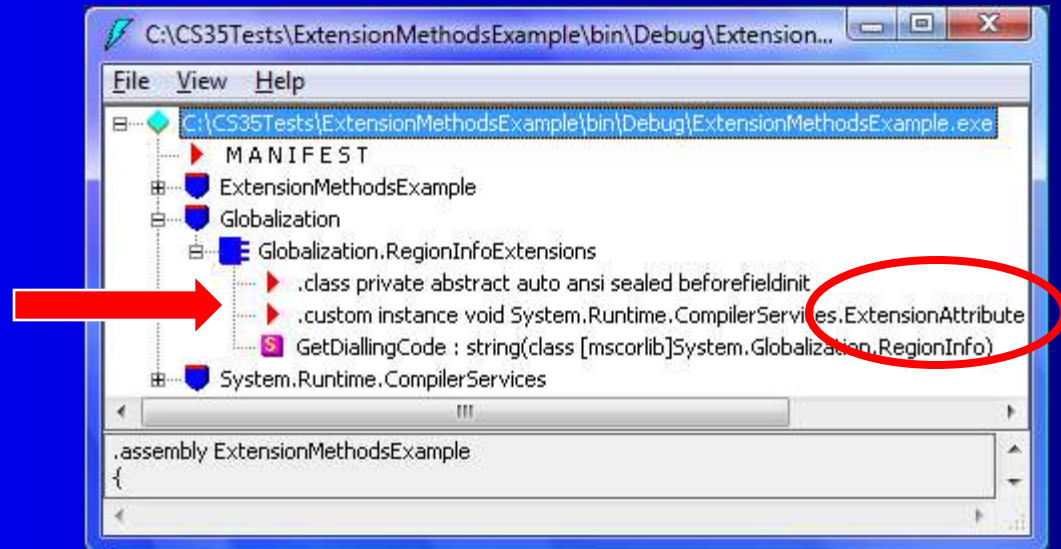 C:\CS35Tests\ExtensionMethodsExample\bin\Debug\Extension...
File View Help
C:\CS35Tests\ExtensionMethodsExample\bin\Debug\ExtensionMethodsExample.exe
M A N I F E S T
ExtensionMethodsExample
Globalization
Globalization.RegionInfoExtensions
.class private abstract auto ansi sealed beforefieldinit
.custom instance void System.Runtime.CompilerServices.ExtensionAttribute
S GetDiallingCode : string(class [mscorlib]System.Globalization.RegionInfo)
System.Runtime.CompilerServices
.assembly ExtensionMethodsExample
{